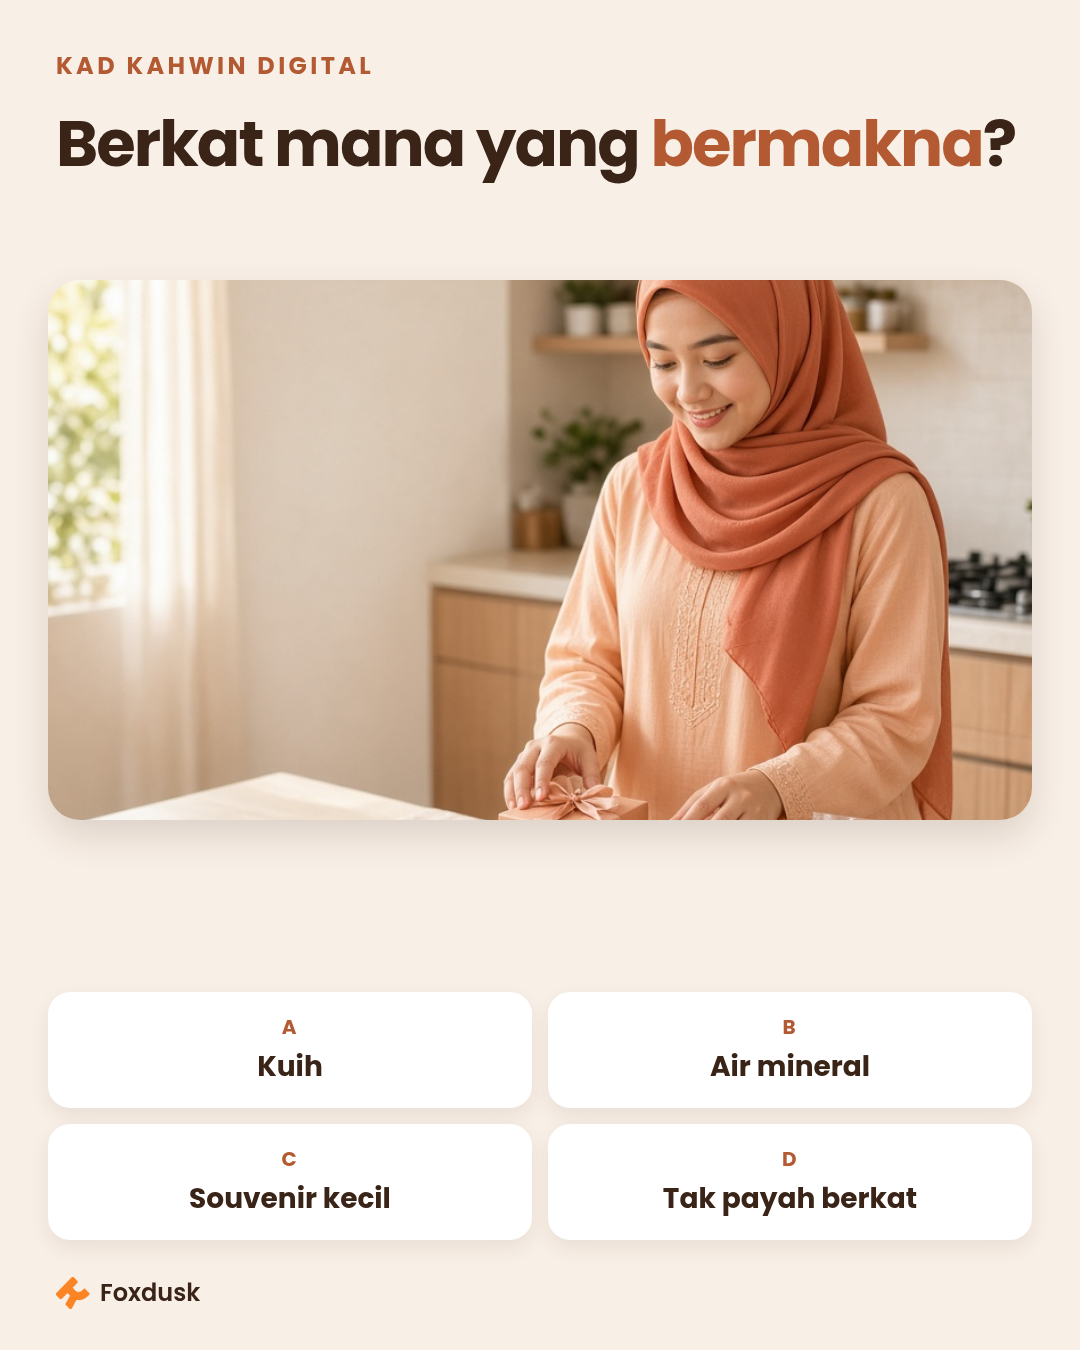 KAD KAHWIN DIGITAL
Berkat mana yang bermakna?
A
Kuih
B
Air mineral
C
Souvenir kecil
D
Tak payah berkat
Foxdusk